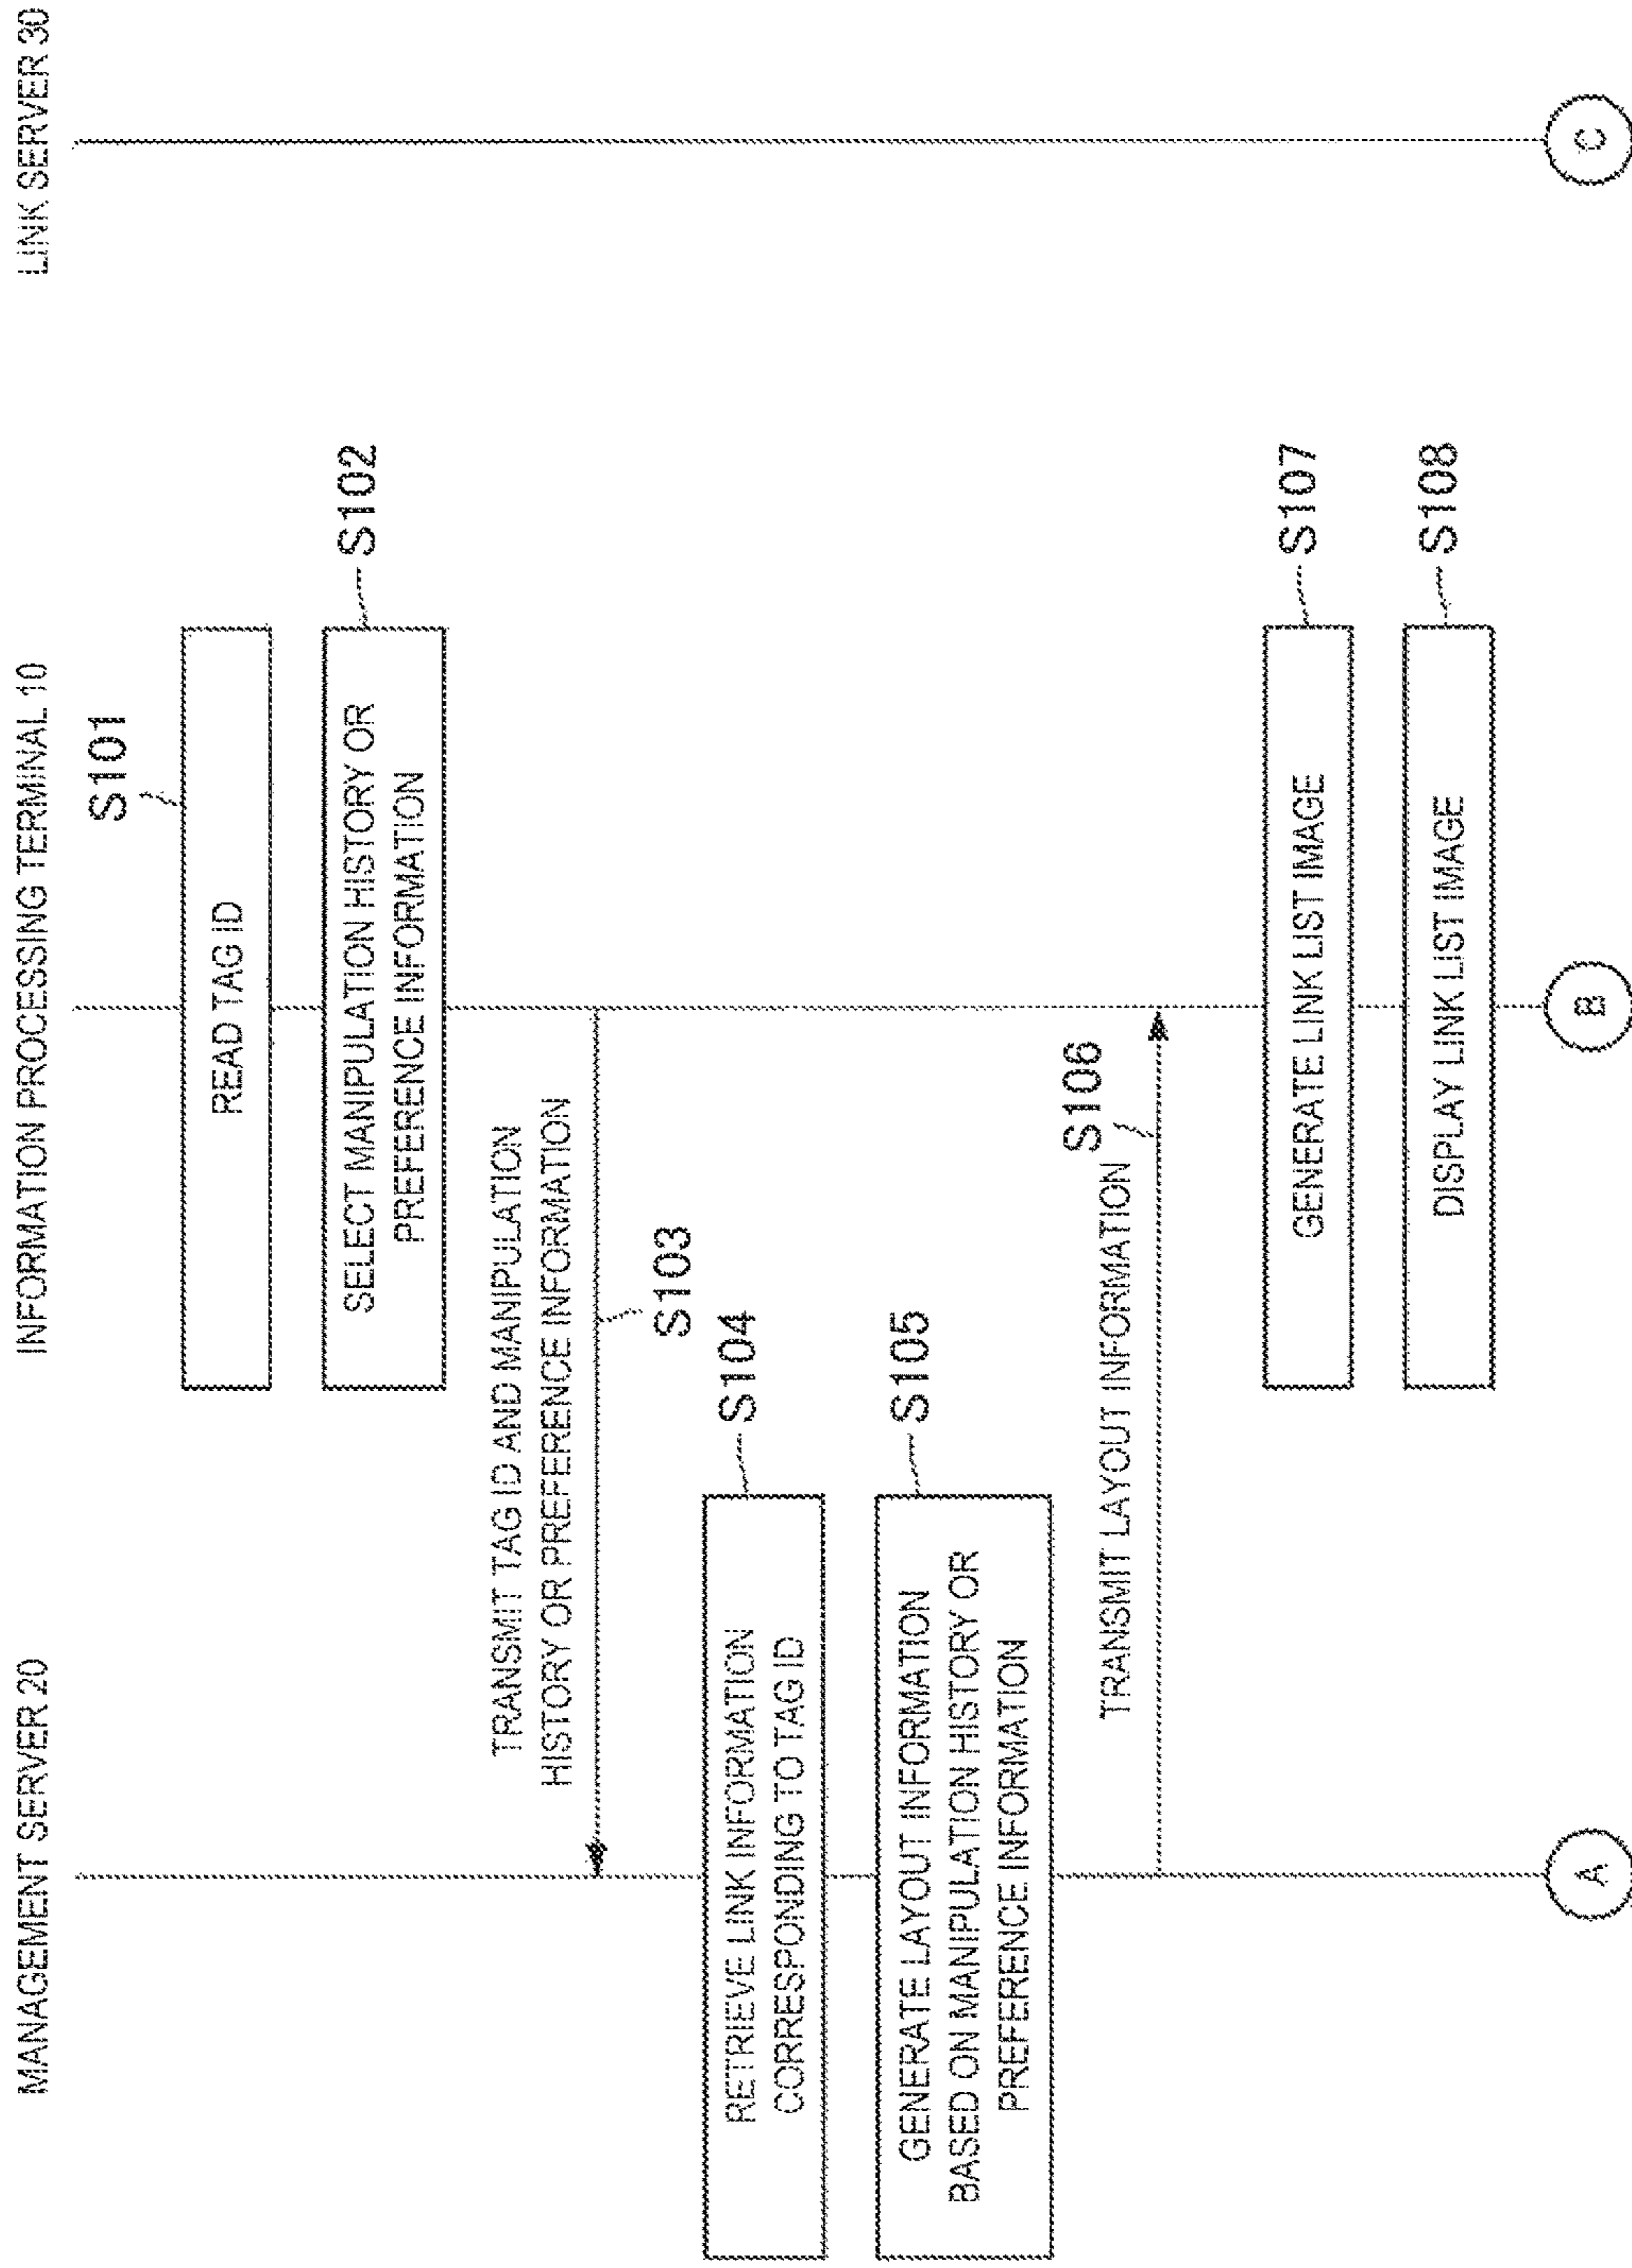 MANAGEMENT SERVER 20
INFORMATION PROCESSING TERMINAL 10
LINK SERVER 30
S101
READ TAG ID
SELECT MANIPULATION HISTORY OR
PREFERENCE INFORMATION
S102
TRANSMIT TAG ID AND MANIPULATION
HISTORY OR PREFERENCE INFORMATION
S103
RETRIEVE LINK INFORMATION
CORRESPONDING TO TAG ID
S104
GENERATE LAYOUT INFORMATION
BASED ON MANIPULATION HISTORY OR
PREFERENCE INFORMATION
S105
TRANSMIT LAYOUT INFORMATION
S106
GENERATE LINK LIST IMAGE
S107
DISPLAY LINK LIST IMAGE
S108
A
B
C